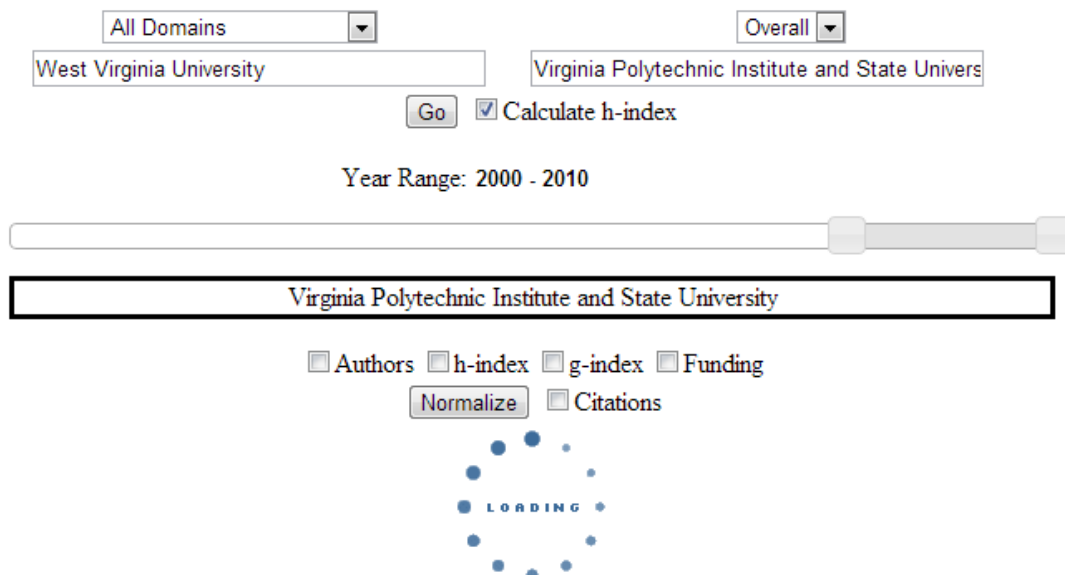 All Domains Overall
West Virginia University Virginia Polytechnic Institute and State Univers
Go Calculate h-index
Year Range: 2000 - 2010
Virginia Polytechnic Institute and State University
Authors h-index g-index Funding
Normalize Citations
LOADING